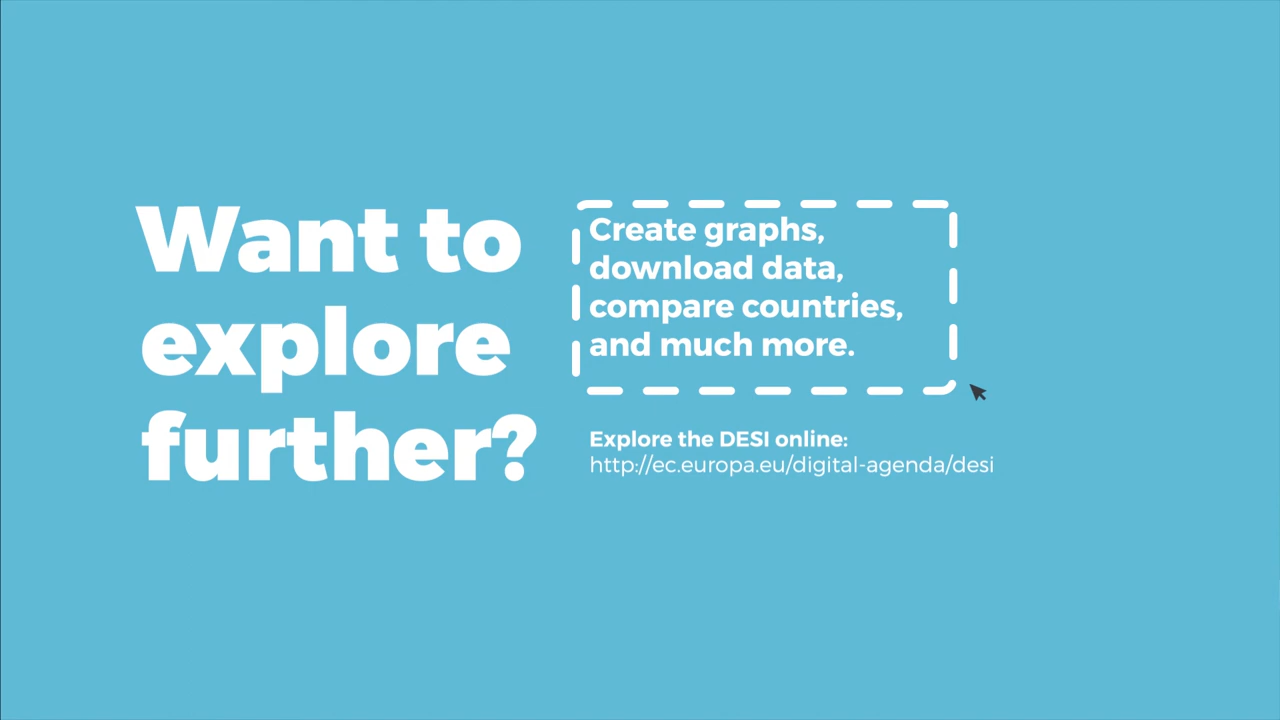 Want to
explore
further?
Create graphs,
download data,
compare countries,
and much more.
Explore the DESI online:
http://ec.europa.eu/digital-agenda/desi